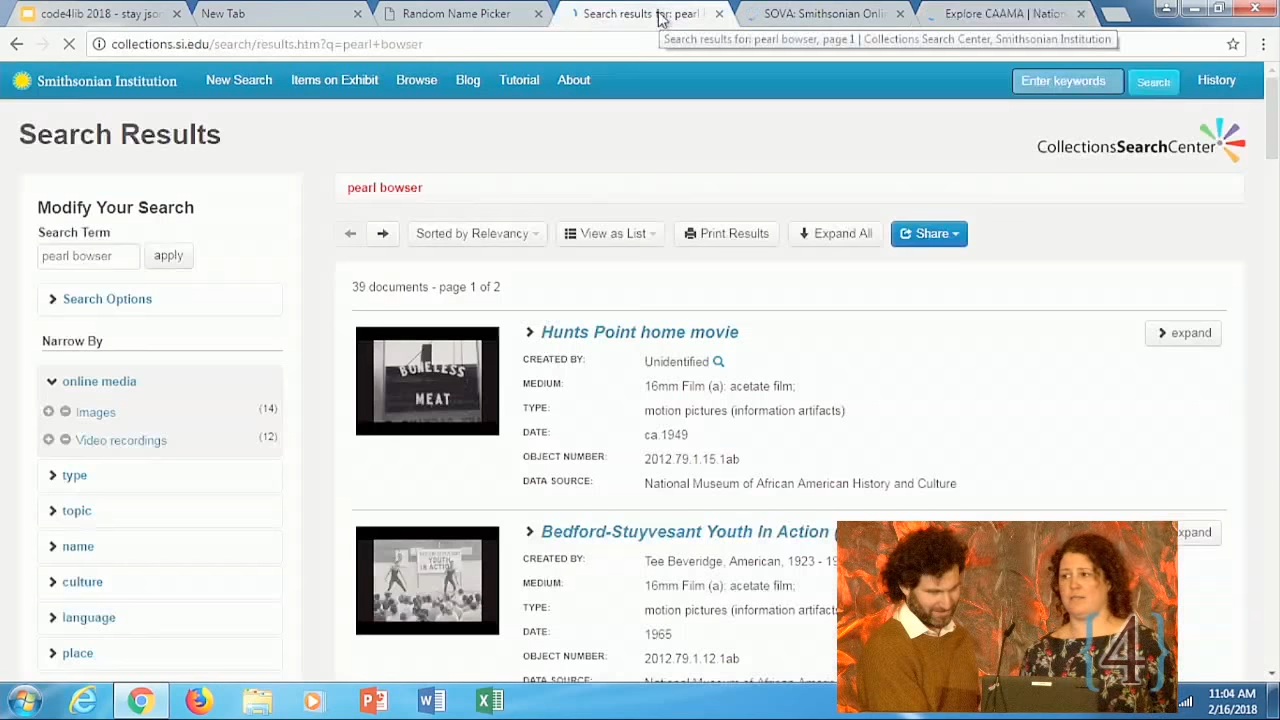 code4lib 2018 - stay json
New Tab
Random Name Picker
Search results for: pearl
SOVA: Smithsonian Onli
Explore CAAMA | Nation
collections.si.edu/search/results.htm?q=pearl+bowser
Search results for: pearl bowser, page 1 | Collections Search Center, Smithsonian Institution
Smithsonian Institution
New Search
Items on Exhibit
Browse
Blog
Tutorial
About
Enter keywords
Search
History
Search Results
CollectionsSearchCenter
Modify Your Search
Search Term
pearl bowser
apply
Search Options
Narrow By
online media
Images (14)
Video recordings (12)
type
topic
name
culture
language
place
pearl bowser
Sorted by Relevancy
View as List
Print Results
Expand All
Share
39 documents - page 1 of 2
BONELESS
MEAT
Hunts Point home movie
expand
CREATED BY: Unidentified
MEDIUM: 16mm Film (a): acetate film;
TYPE: motion pictures (information artifacts)
DATE: ca.1949
OBJECT NUMBER: 2012.79.1.15.1ab
DATA SOURCE: National Museum of African American History and Culture
YOUTH
IN ACTION
Bedford-Stuyvesant Youth In Action (
xpand
CREATED BY: Tee Beveridge, American, 1923 - 19
MEDIUM: 16mm Film (a): acetate film;
TYPE: motion pictures (information artifacts
DATE: 1965
OBJECT NUMBER: 2012.79.1.12.1ab
DATA SOURCE:
{4}
11:04 AM
2/16/2018